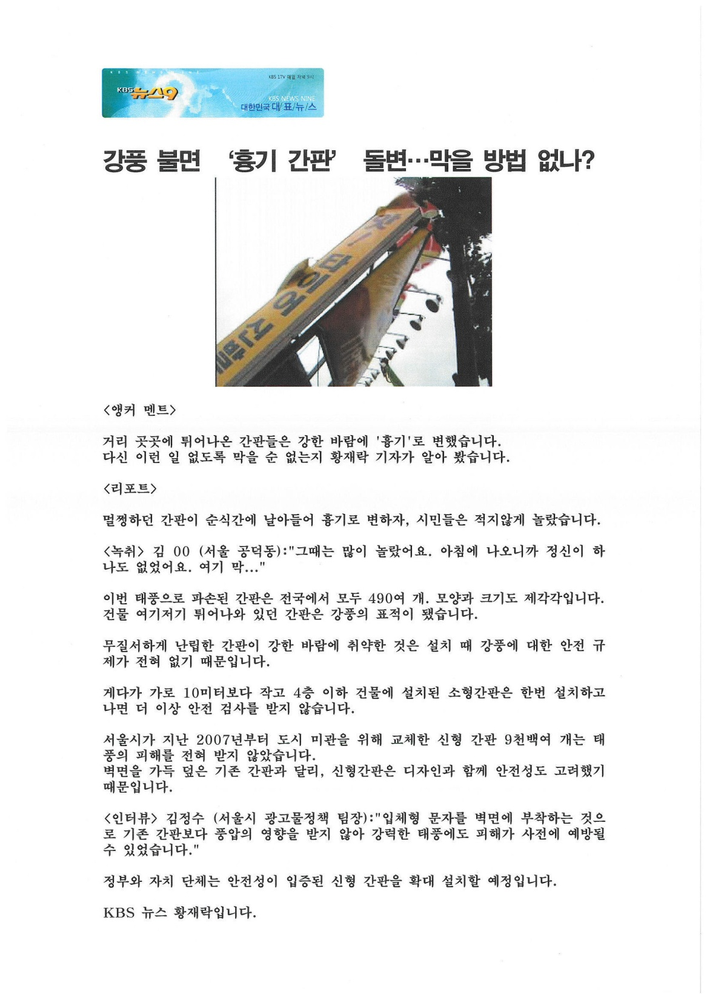 KBS NEWS NINE
KBS 1TV 매일 저녁 9시
KBS 뉴스9
KBS NEWS NINE
대한민국 대/표/뉴/스
강풍 불면 ‘흉기 간판’ 돌변…막을 방법 없나?
<앵커 멘트>
거리 곳곳에 튀어나온 간판들은 강한 바람에 '흉기'로 변했습니다.
다신 이런 일 없도록 막을 순 없는지 황재락 기자가 알아 봤습니다.
<리포트>
멀쩡하던 간판이 순식간에 날아들어 흉기로 변하자, 시민들은 적지않게 놀랐습니다.
<녹취> 김 00 (서울 공덕동):"그때는 많이 놀랐어요. 아침에 나오니까 정신이 하
나도 없었어요. 여기 막..."
이번 태풍으로 파손된 간판은 전국에서 모두 490여 개. 모양과 크기도 제각각입니다.
건물 여기저기 튀어나와 있던 간판은 강풍의 표적이 됐습니다.
무질서하게 난립한 간판이 강한 바람에 취약한 것은 설치 때 강풍에 대한 안전 규
제가 전혀 없기 때문입니다.
게다가 가로 10미터보다 작고 4층 이하 건물에 설치된 소형간판은 한번 설치하고
나면 더 이상 안전 검사를 받지 않습니다.
서울시가 지난 2007년부터 도시 미관을 위해 교체한 신형 간판 9천백여 개는 태
풍의 피해를 전혀 받지 않았습니다.
벽면을 가득 덮은 기존 간판과 달리, 신형간판은 디자인과 함께 안전성도 고려했기
때문입니다.
<인터뷰> 김정수 (서울시 광고물정책 팀장):"입체형 문자를 벽면에 부착하는 것으
로 기존 간판보다 풍압의 영향을 받지 않아 강력한 태풍에도 피해가 사전에 예방될
수 있었습니다."
정부와 자치 단체는 안전성이 입증된 신형 간판을 확대 설치할 예정입니다.
KBS 뉴스 황재락입니다.